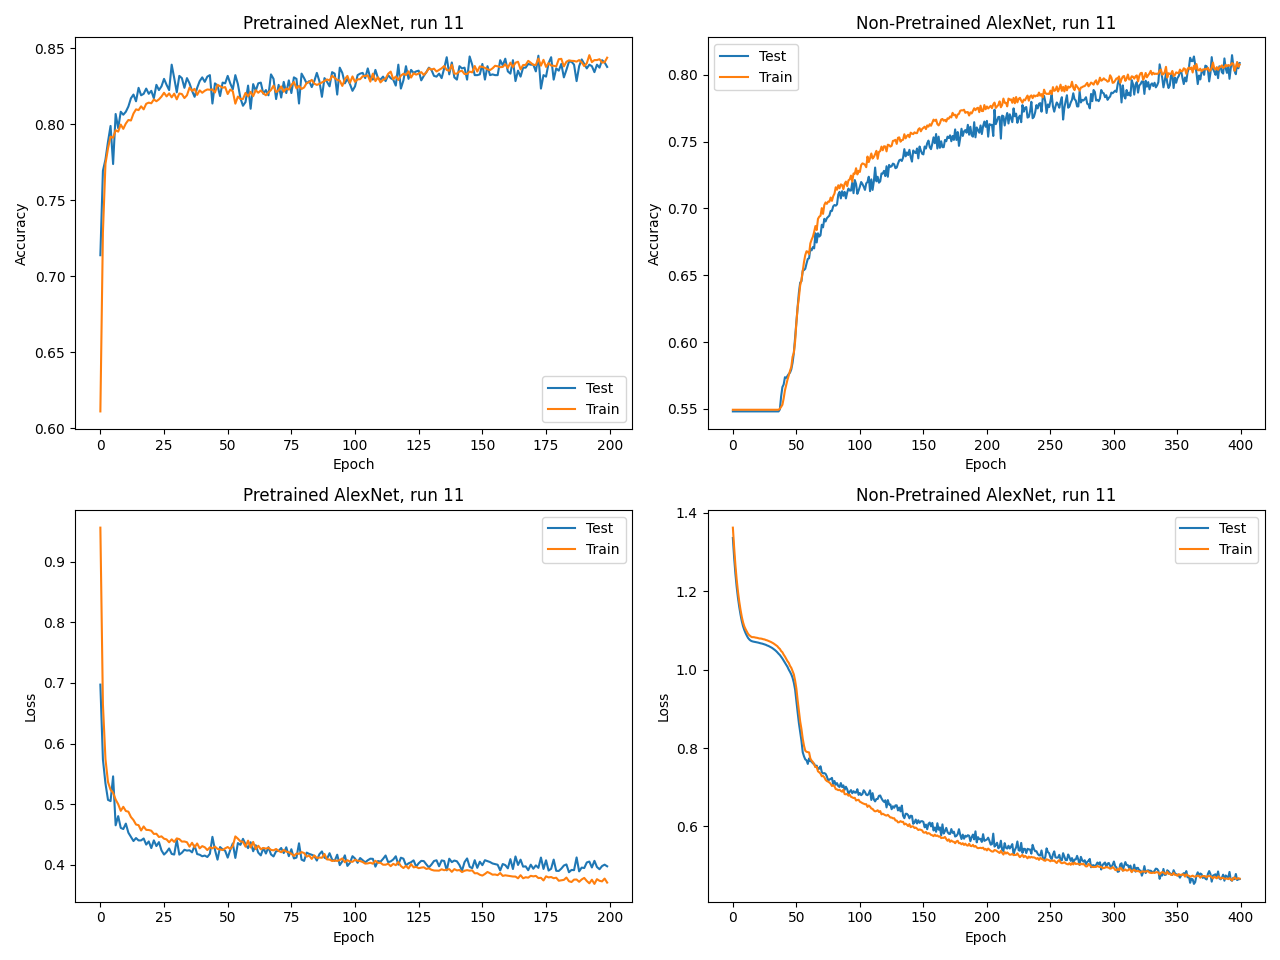 Pretrained AlexNet, run 11
0.85
0.80
0.75
0.70
0.65
0.60
Accuracy
0 25 50 75 100 125 150 175 200
Epoch
Test
Train
Non-Pretrained AlexNet, run 11
0.80
0.75
0.70
0.65
0.60
0.55
Accuracy
0 50 100 150 200 250 300 350 400
Epoch
Test
Train
Pretrained AlexNet, run 11
0.9
0.8
0.7
0.6
0.5
0.4
Loss
0 25 50 75 100 125 150 175 200
Epoch
Test
Train
Non-Pretrained AlexNet, run 11
1.4
1.2
1.0
0.8
0.6
Loss
0 50 100 150 200 250 300 350 400
Epoch
Test
Train